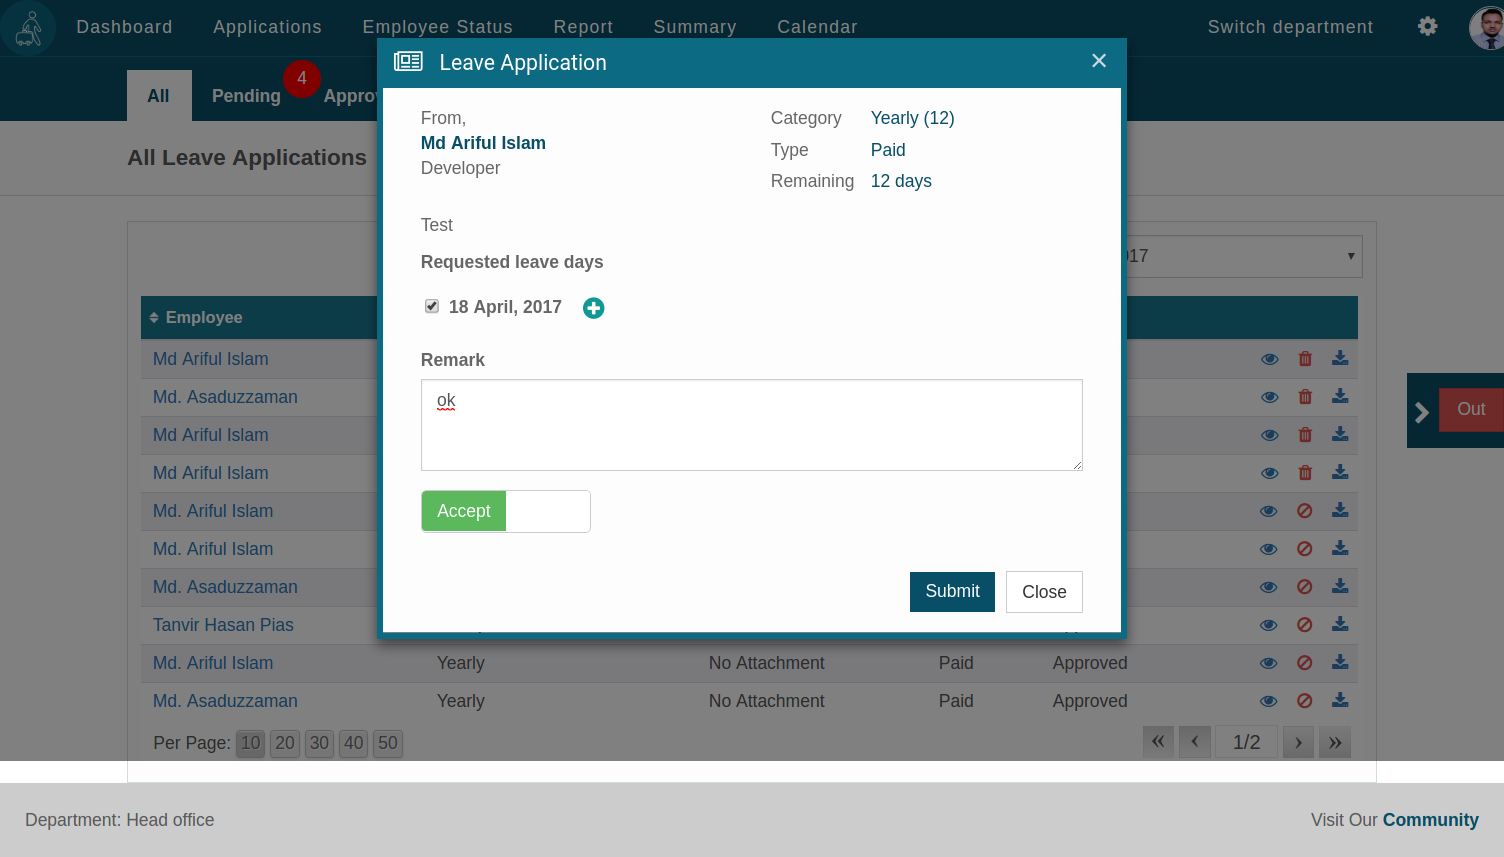 Dashboard Applications Employee Status Report Summary Calendar Switch department
All Pending 4 Approv
All Leave Applications
Leave Application ×
From,
Md Ariful Islam
Developer
Category Yearly (12)
Type Paid
Remaining 12 days
Test
Requested leave days
18 April, 2017
Remark
ok
Accept
Submit Close
017
Employee
Md Ariful Islam
Md. Asaduzzaman
Md Ariful Islam
Md Ariful Islam
Md. Ariful Islam
Md. Ariful Islam
Md. Asaduzzaman
Tanvir Hasan Pias
Md. Ariful Islam Yearly No Attachment Paid Approved
Md. Asaduzzaman Yearly No Attachment Paid Approved
Out
Per Page: 10 20 30 40 50 « ‹ 1/2 › »
Department: Head office Visit Our Community